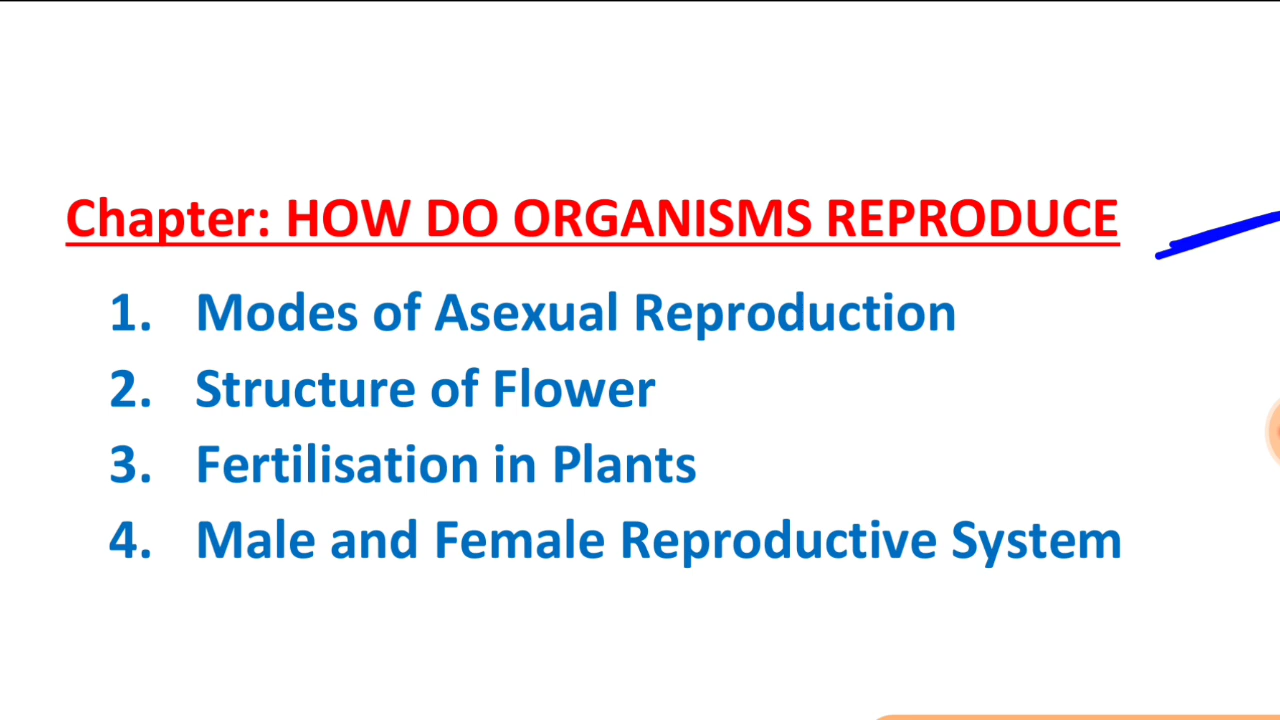 Chapter: HOW DO ORGANISMS REPRODUCE
1. Modes of Asexual Reproduction
2. Structure of Flower
3. Fertilisation in Plants
4. Male and Female Reproductive System